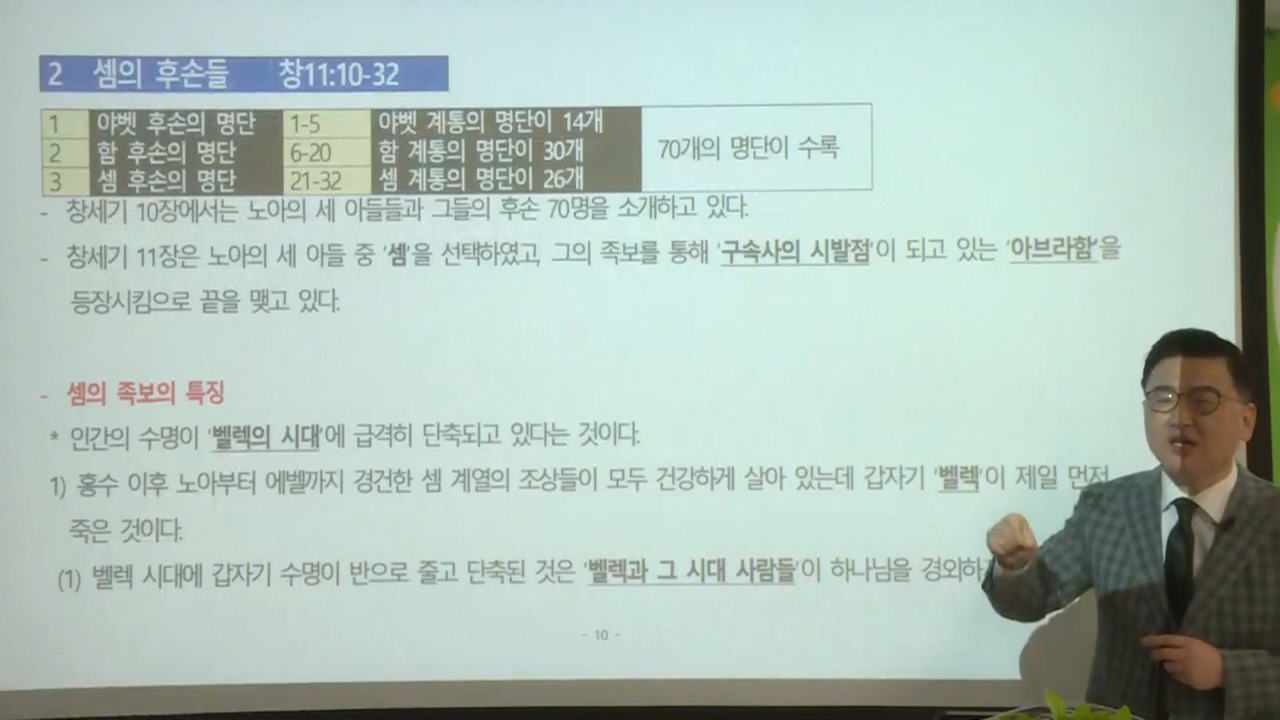 2 셈의 후손들 창11:10-32
1 야벳 후손의 명단 1-5 야벳 계통의 명단이 14개
2 함 후손의 명단 6-20 함 계통의 명단이 30개
3 셈 후손의 명단 21-32 셈 계통의 명단이 26개
70개의 명단이 수록
- 창세기 10장에서는 노아의 세 아들들과 그들의 후손 70명을 소개하고 있다.
- 창세기 11장은 노아의 세 아들 중 '셈'을 선택하였고, 그의 족보를 통해 '구속사의 시발점'이 되고 있는 '아브라함'을
등장시킴으로 끝을 맺고 있다.
- 셈의 족보의 특징
* 인간의 수명이 '벨렉의 시대'에 급격히 단축되고 있다는 것이다.
1) 홍수 이후 노아부터 에벨까지 경건한 셈 계열의 조상들이 모두 건강하게 살아 있는데 갑자기 '벨렉'이 제일 먼저
죽은 것이다.
(1) 벨렉 시대에 갑자기 수명이 반으로 줄고 단축된 것은 '벨렉과 그 시대 사람들'이 하나님을 경외하
- 10 -